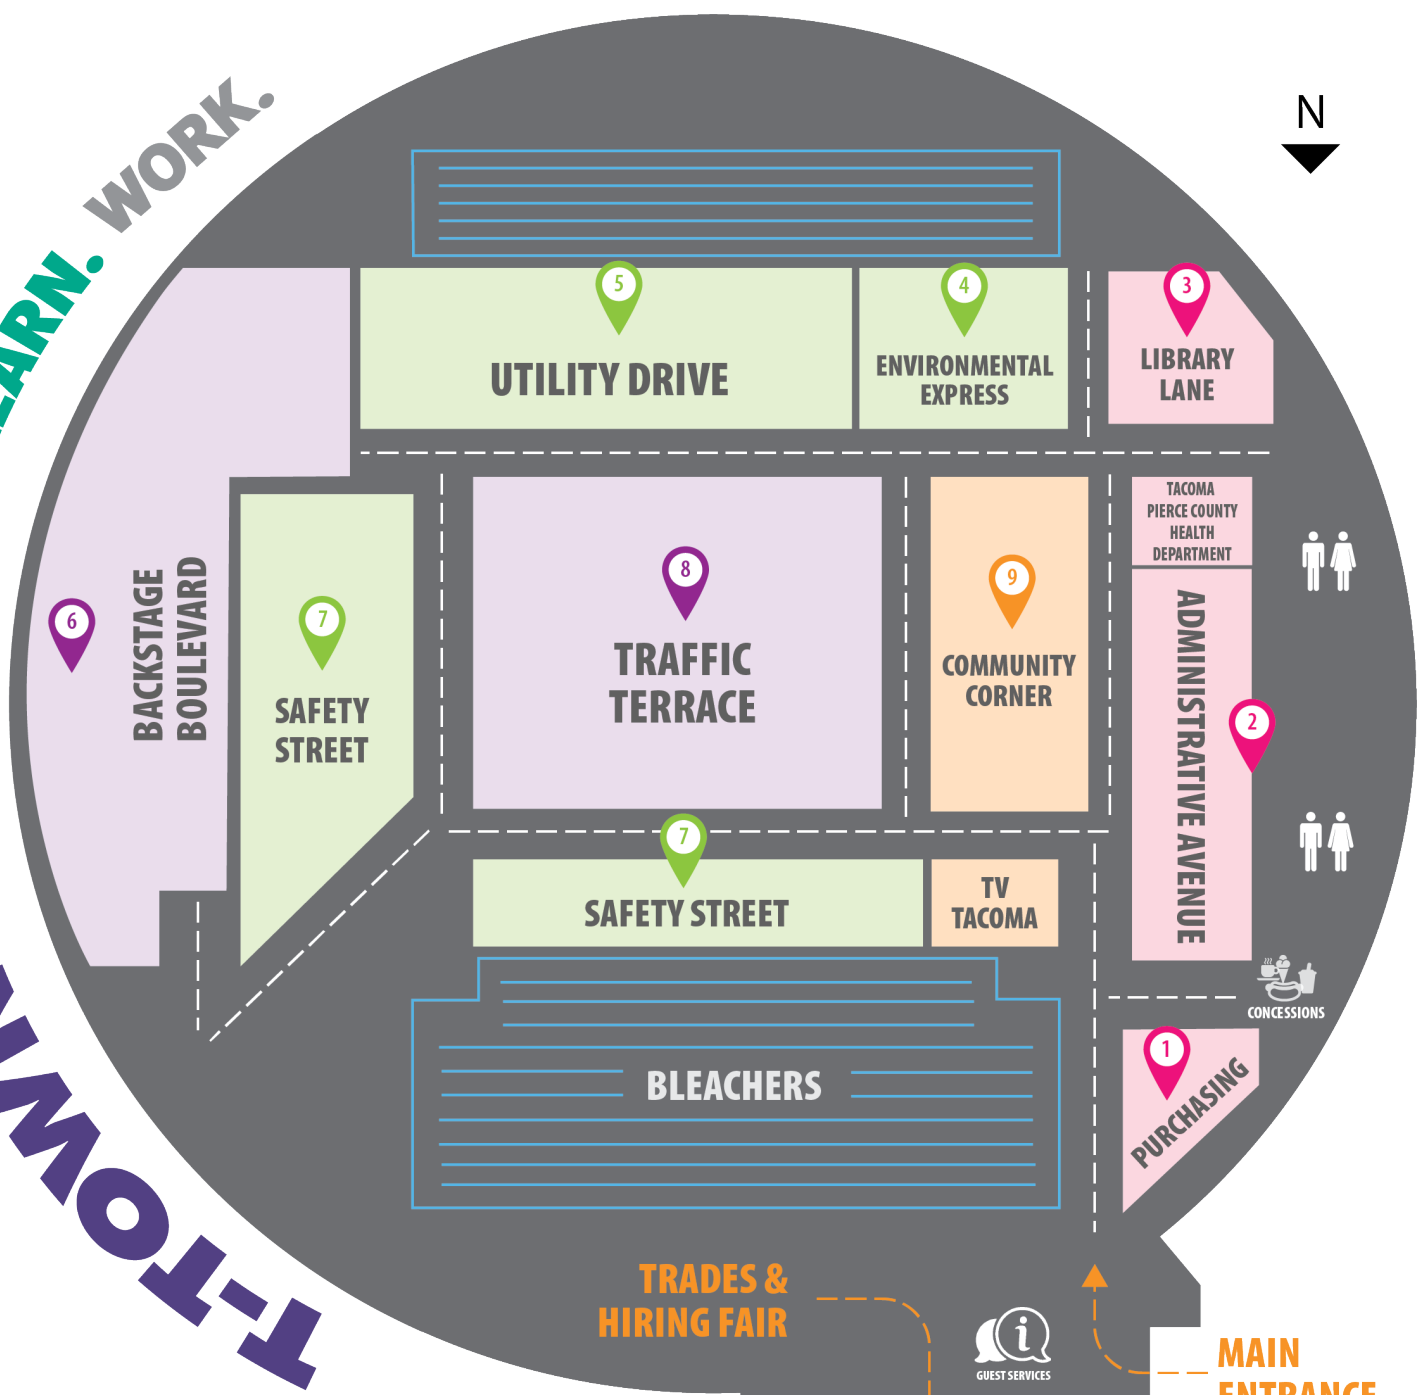 N
WORK.
ARN.
5
4
3
UTILITY DRIVE
ENVIRONMENTAL
EXPRESS
LIBRARY
LANE
TACOMA
PIERCE COUNTY
HEALTH
DEPARTMENT
6
BACKSTAGE
BOULEVARD
7
SAFETY
STREET
8
TRAFFIC
TERRACE
9
COMMUNITY
CORNER
ADMINISTRATIVE AVENUE
2
7
SAFETY STREET
TV
TACOMA
CONCESSIONS
BLEACHERS
1
PURCHASING
T-TOW
TRADES &
HIRING FAIR
i
GUEST SERVICES
MAIN
ENTRANCE